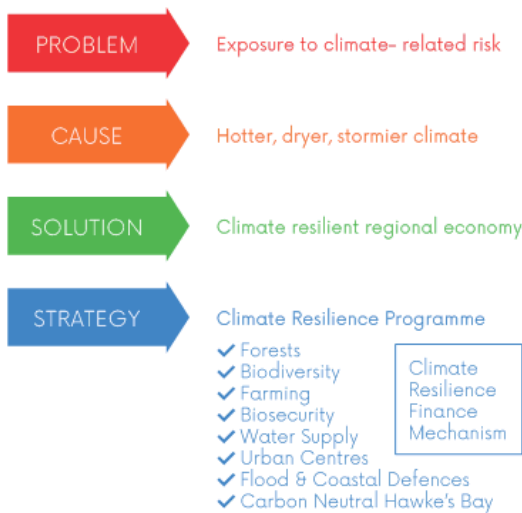 PROBLEM
Exposure to climate- related risk
CAUSE
Hotter, dryer, stormier climate
SOLUTION
Climate resilient regional economy
STRATEGY
Climate Resilience Programme
Forests
Biodiversity
Farming
Biosecurity
Water Supply
Urban Centres
Flood & Coastal Defences
Carbon Neutral Hawke's Bay
Climate
Resilience
Finance
Mechanism